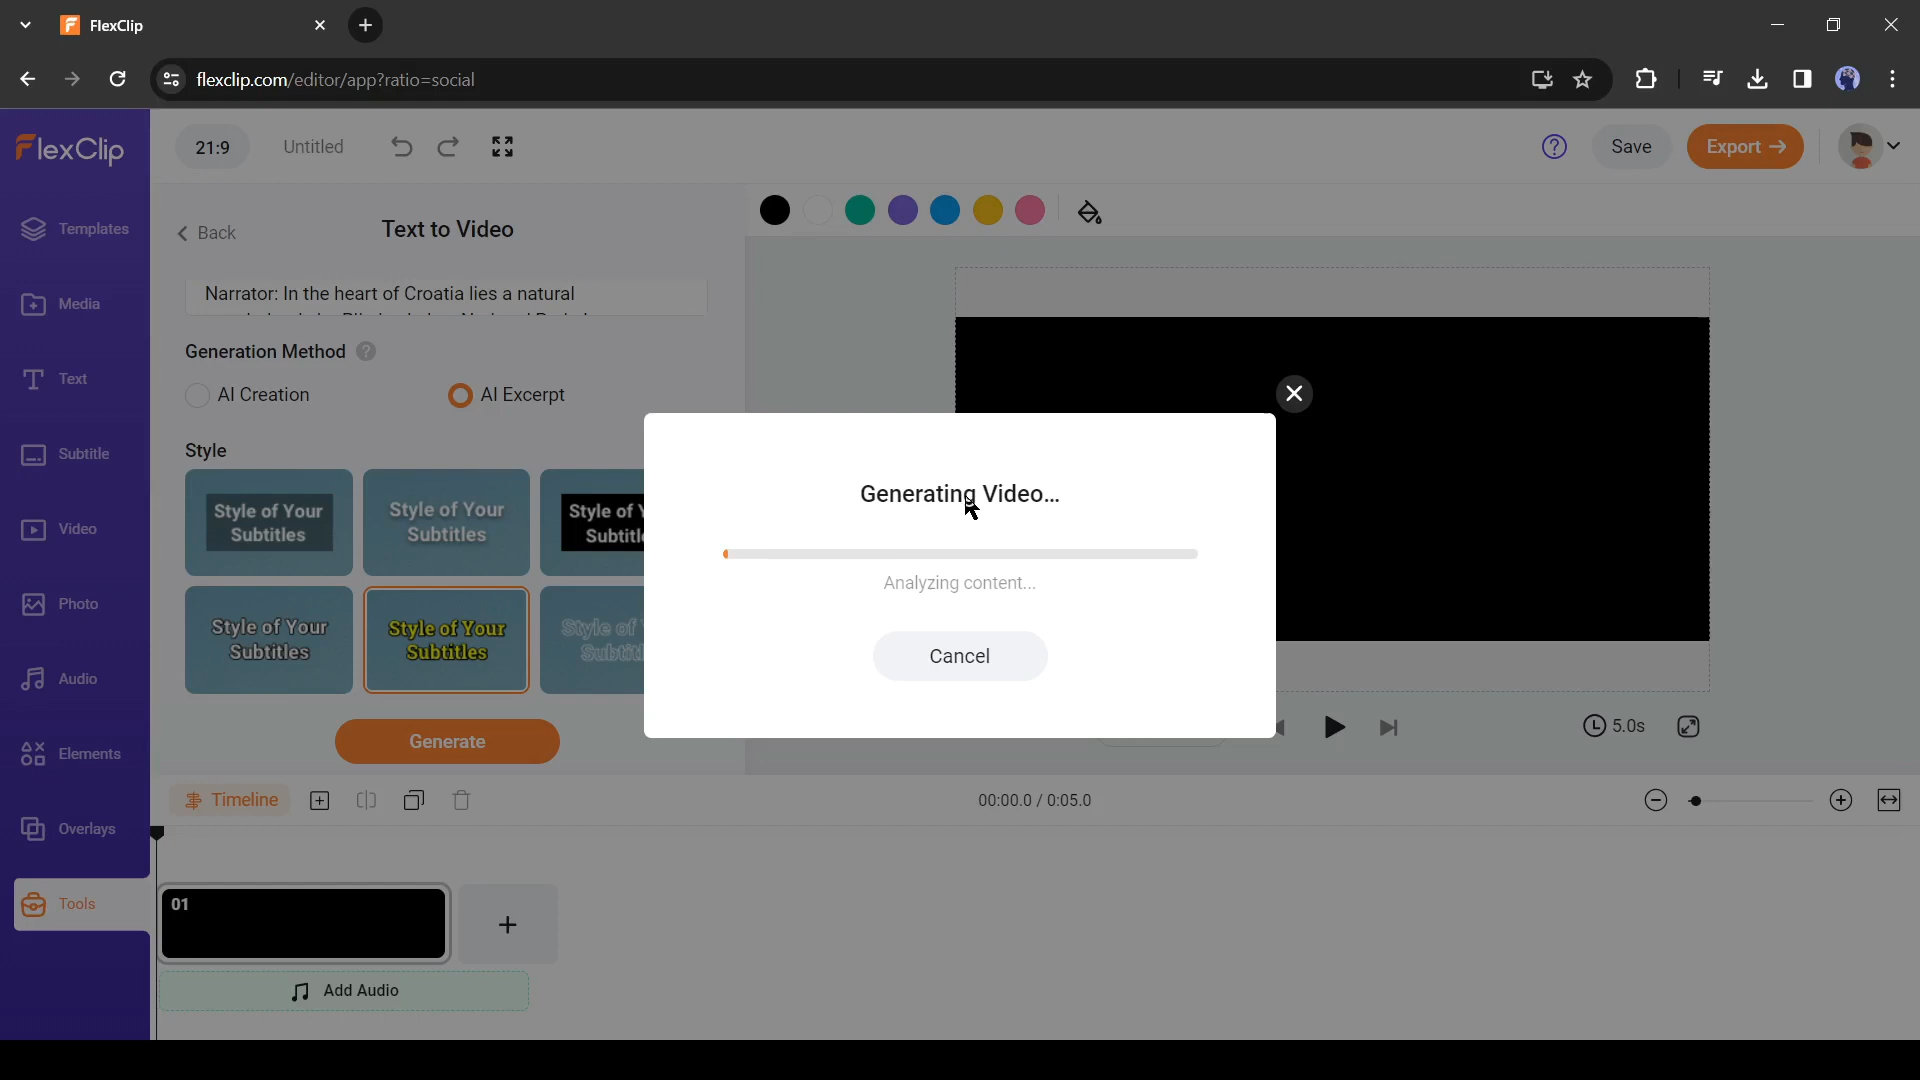 FlexClip
flexclip.com/editor/app?ratio=social
FlexClip
21:9
Untitled
Save
Export
Templates
Media
Text
Subtitle
Video
Photo
Audio
Elements
Overlays
Tools
Back
Text to Video
Narrator: In the heart of Croatia lies a natural
Generation Method
?
AI Creation
AI Excerpt
Style
Style of Your
Subtitles
Style of Your
Subtitles
Style of
Style of Your
Subtitles
Style of Your
Subtitles
Style of
Generate
Generating Video...
Analyzing content...
Cancel
5.0s
Timeline
00:00.0 / 0:05.0
01
+
Add Audio